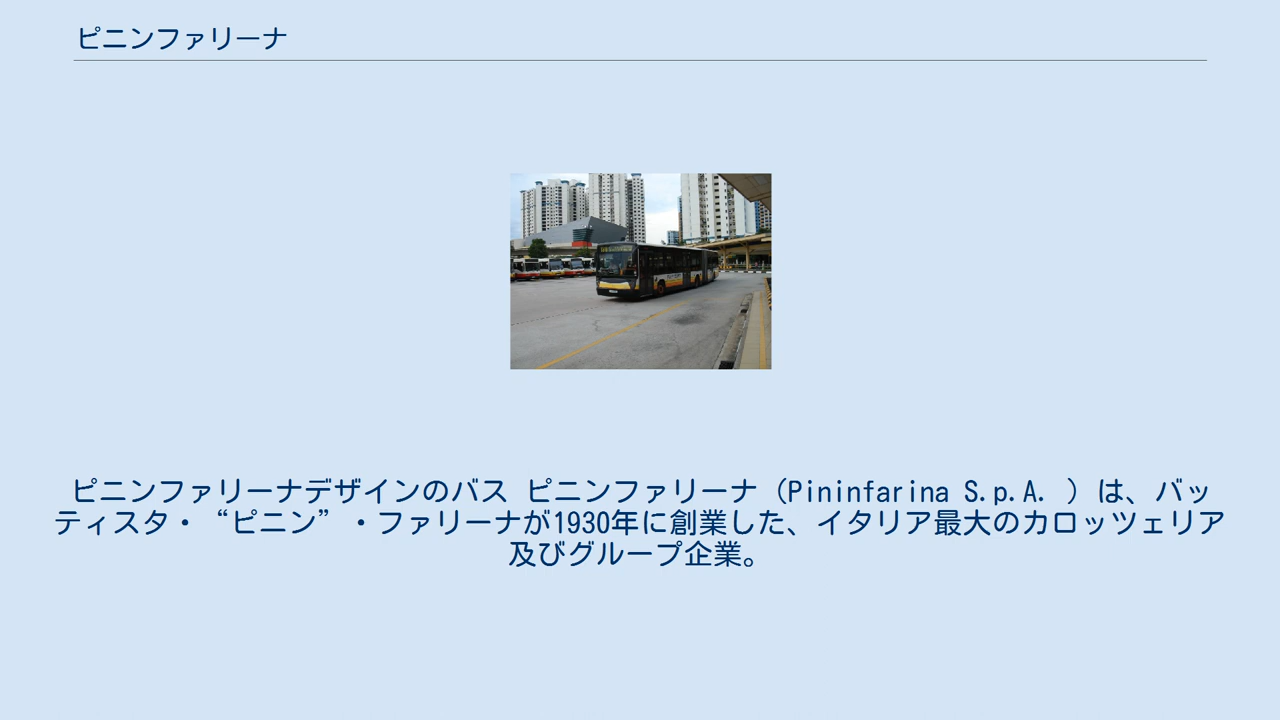 ピニンファリーナ
ピニンファリーナデザインのバス ピニンファリーナ（Pininfarina S.p.A. ）は、バッ
ティスタ・“ピニン”・ファリーナが1930年に創業した、イタリア最大のカロッツェリア
及びグループ企業。